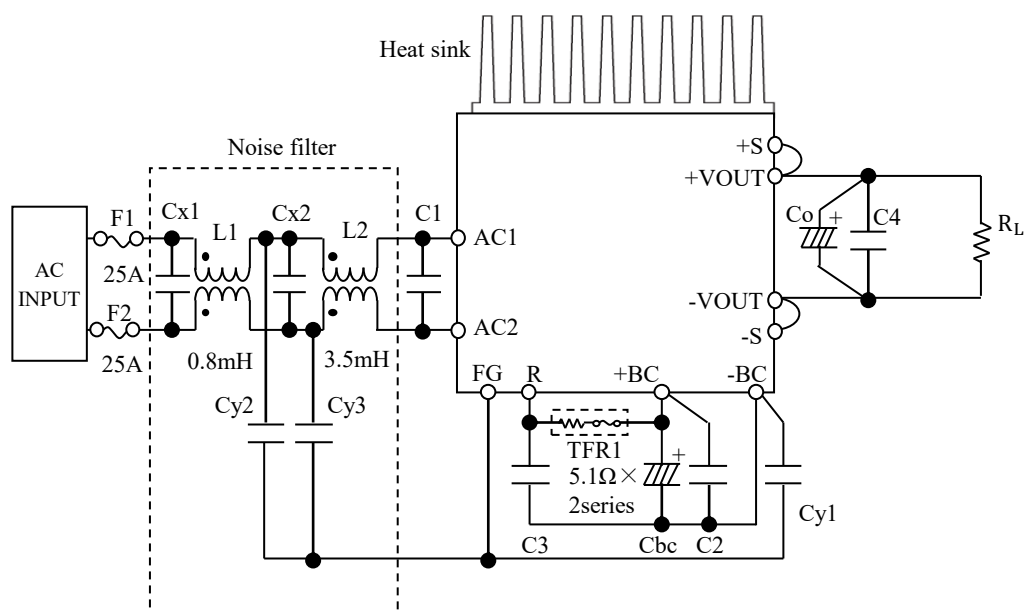 Heat sink
Noise filter
+S
+VOUT
F1
Cx1
L1
Cx2
L2
C1
AC1
Co
+
C4
RL
AC
INPUT
25A
F2
25A
0.8mH
3.5mH
AC2
-VOUT
-S
FG
R
+BC
-BC
Cy2
Cy3
TFR1
5.1Ω×
2series
+
Cy1
C3
Cbc
C2